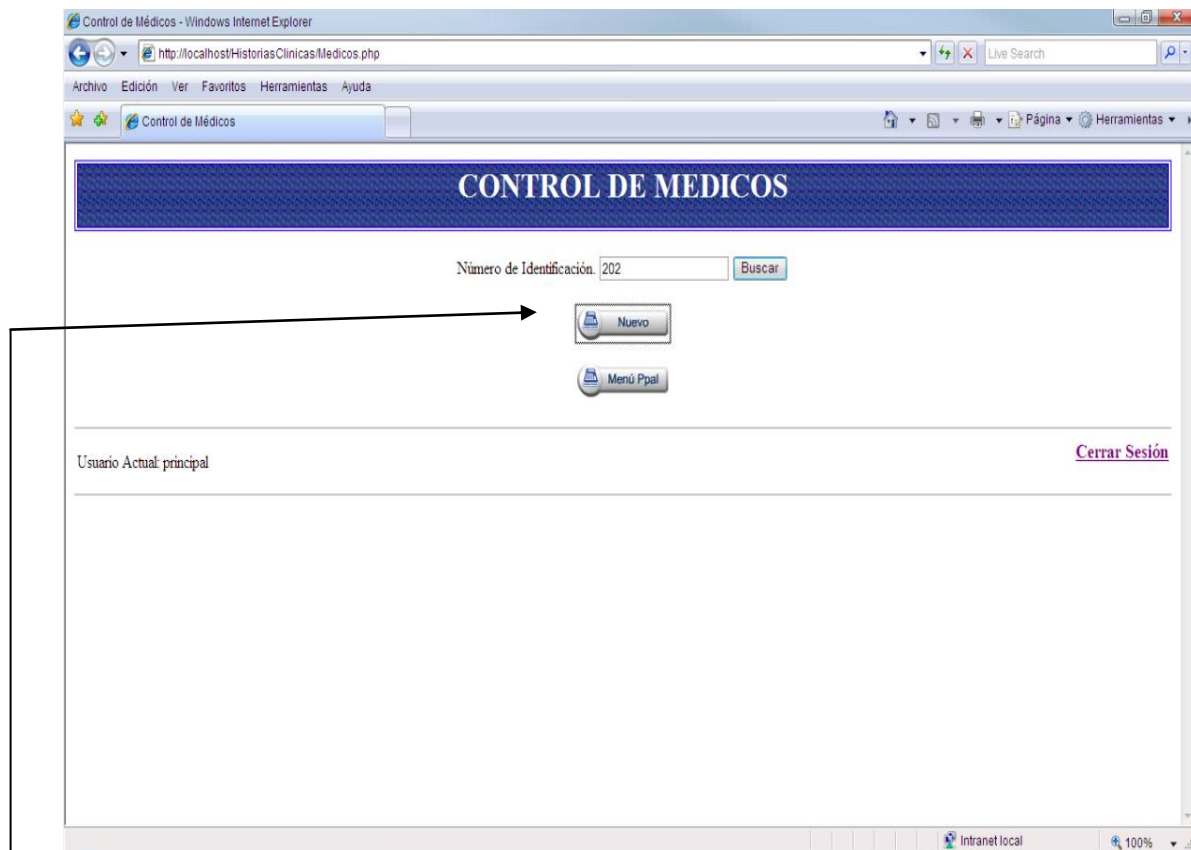 Control de Médicos - Windows Internet Explorer
http://localhost/HistoriasClinicas/Medicos.php
Live Search
Archivo Edición Ver Favoritos Herramientas Ayuda
Control de Médicos
Página Herramientas
CONTROL DE MEDICOS
Número de Identificación. 202 Buscar
Nuevo
Menú Ppal
Cerrar Sesión
Usuario Actual: principal
Intranet local 100%